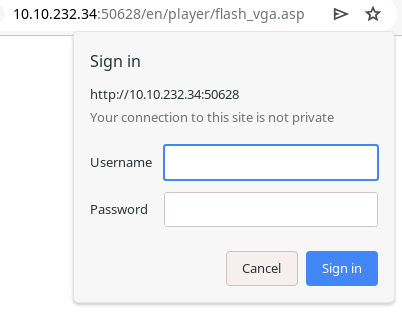 10.10.232.34:50628/en/player/flash_vga.asp
Sign in
http://10.10.232.34:50628
Your connection to this site is not private
Username
Password
Cancel Sign in